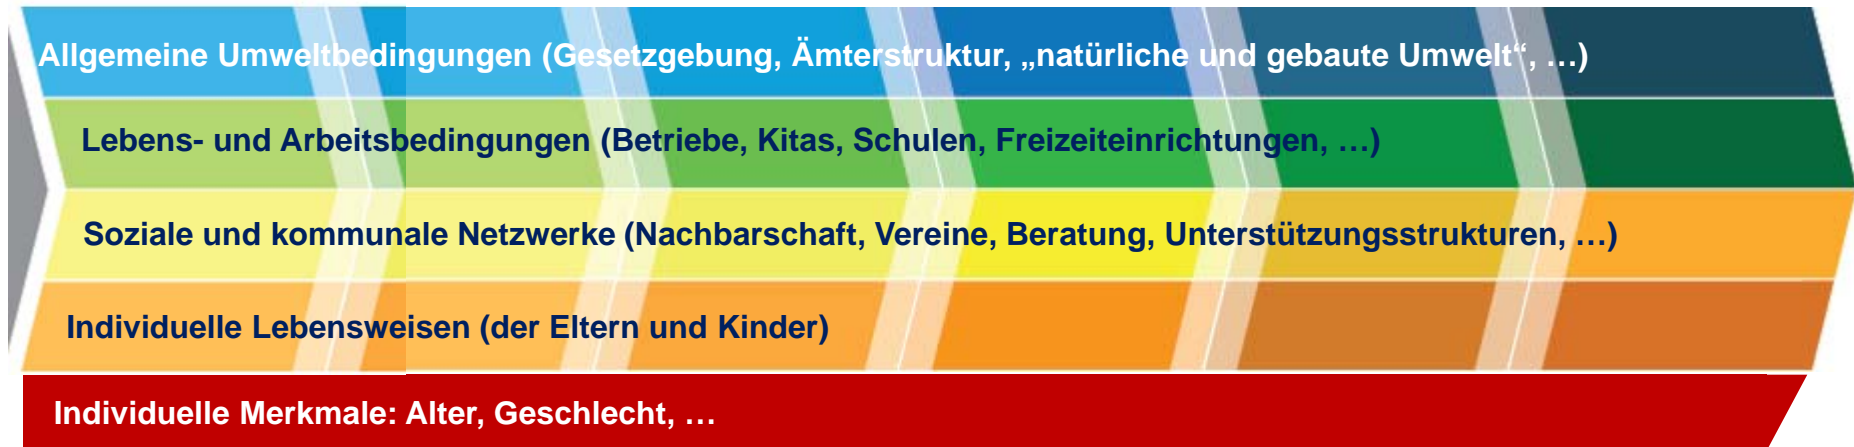 Allgemeine Umweltbedingungen (Gesetzgebung, Ämterstruktur, „natürliche und gebaute Umwelt“, …)
Lebens- und Arbeitsbedingungen (Betriebe, Kitas, Schulen, Freizeiteinrichtungen, …)
Soziale und kommunale Netzwerke (Nachbarschaft, Vereine, Beratung, Unterstützungsstrukturen, …)
Individuelle Lebensweisen (der Eltern und Kinder)
Individuelle Merkmale: Alter, Geschlecht, …